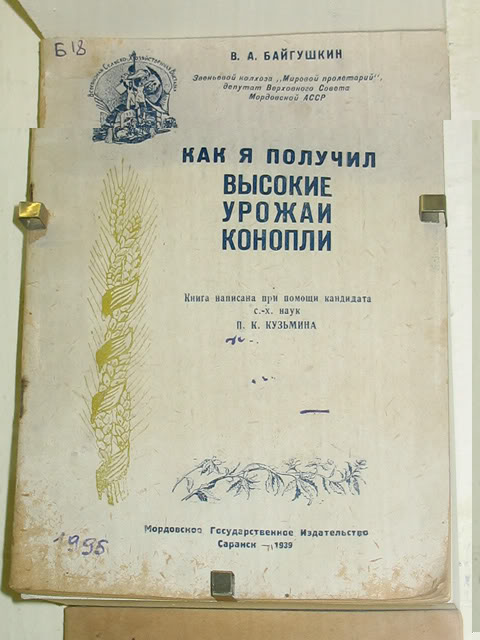 Б 18
В. А. БАЙГУШКИН
Звеньевой колхоза „Мировой пролетарий",
депутат Верховного Совета
Мордовской АССР
КАК Я ПОЛУЧИЛ
ВЫСОКИЕ
УРОЖАИ
КОНОПЛИ
Книга написана при помощи кандидата
с.-х. наук
П. К. КУЗЬМИНА
Мордовское Государственное Издательство
Саранск —1939
1995